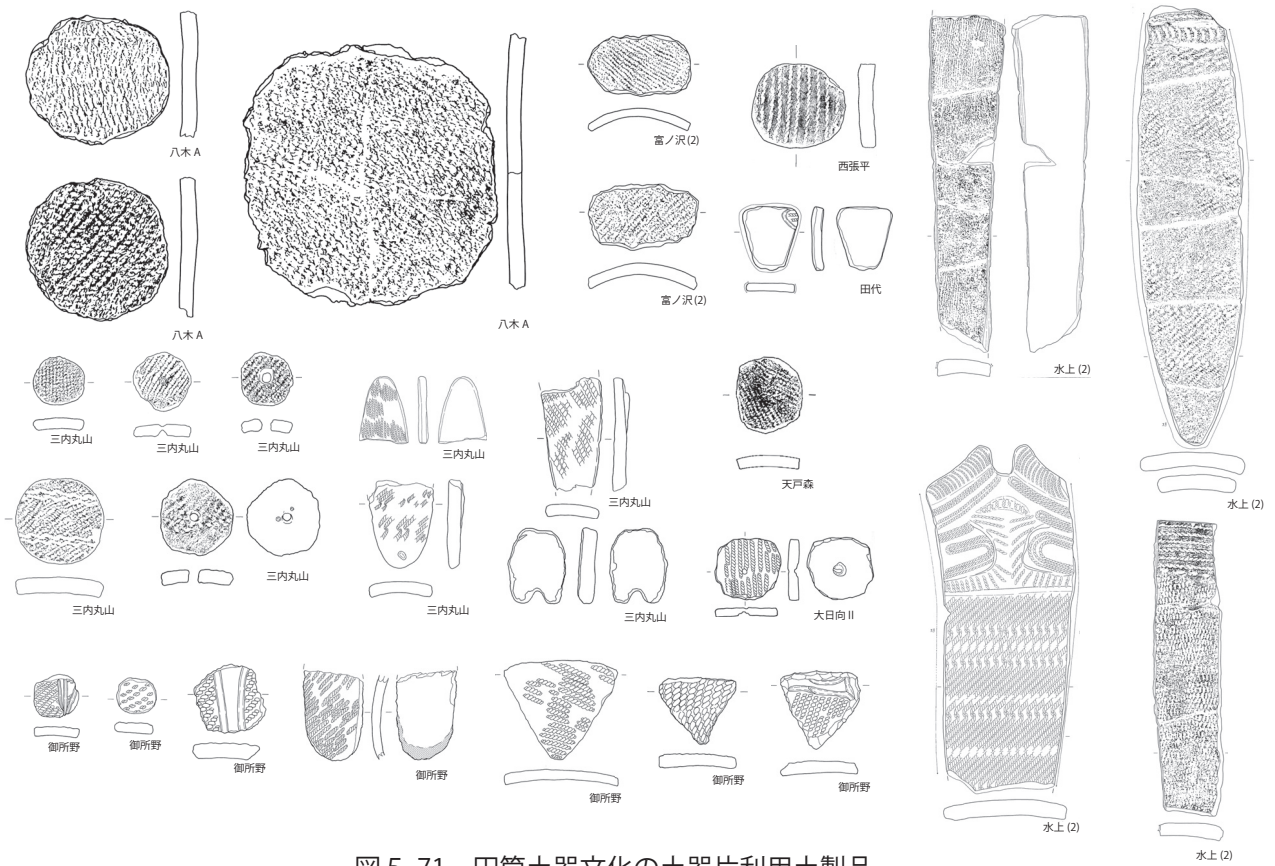 八木 A
八木 A
八木 A
富ノ沢 (2)
富ノ沢 (2)
西張平
田代
水上 (2)
水上 (2)
三内丸山
三内丸山
三内丸山
三内丸山
三内丸山
天戸森
三内丸山
三内丸山
三内丸山
三内丸山
大日向 II
御所野
御所野
御所野
御所野
御所野
御所野
御所野
水上 (2)
水上 (2)
図 5-71 円筒土器文化の土器片利用土製品